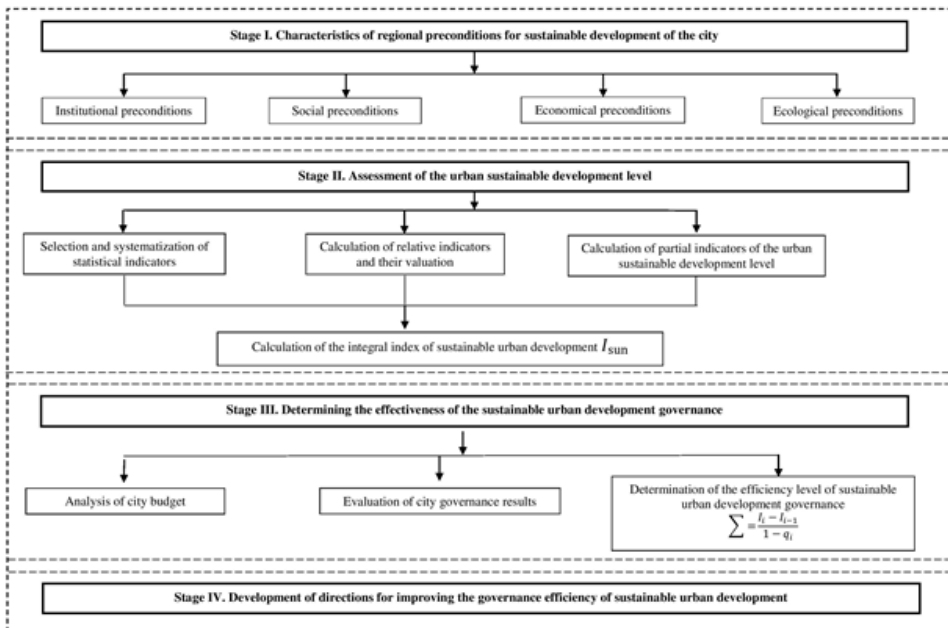 Stage I. Characteristics of regional preconditions for sustainable development of the city
Institutional preconditions
Social preconditions
Economical preconditions
Ecological preconditions
Stage II. Assessment of the urban sustainable development level
Selection and systematization of
statistical indicators
Calculation of relative indicators
and their valuation
Calculation of partial indicators of the urban
sustainable development level
Calculation of the integral index of sustainable urban development I_sun
Stage III. Determining the effectiveness of the sustainable urban development governance
Analysis of city budget
Evaluation of city governance results
Determination of the efficiency level of sustainable
urban development governance
∑ = (I_i − I_{i−1}) / (1 − q_i)
Stage IV. Development of directions for improving the governance efficiency of sustainable urban development